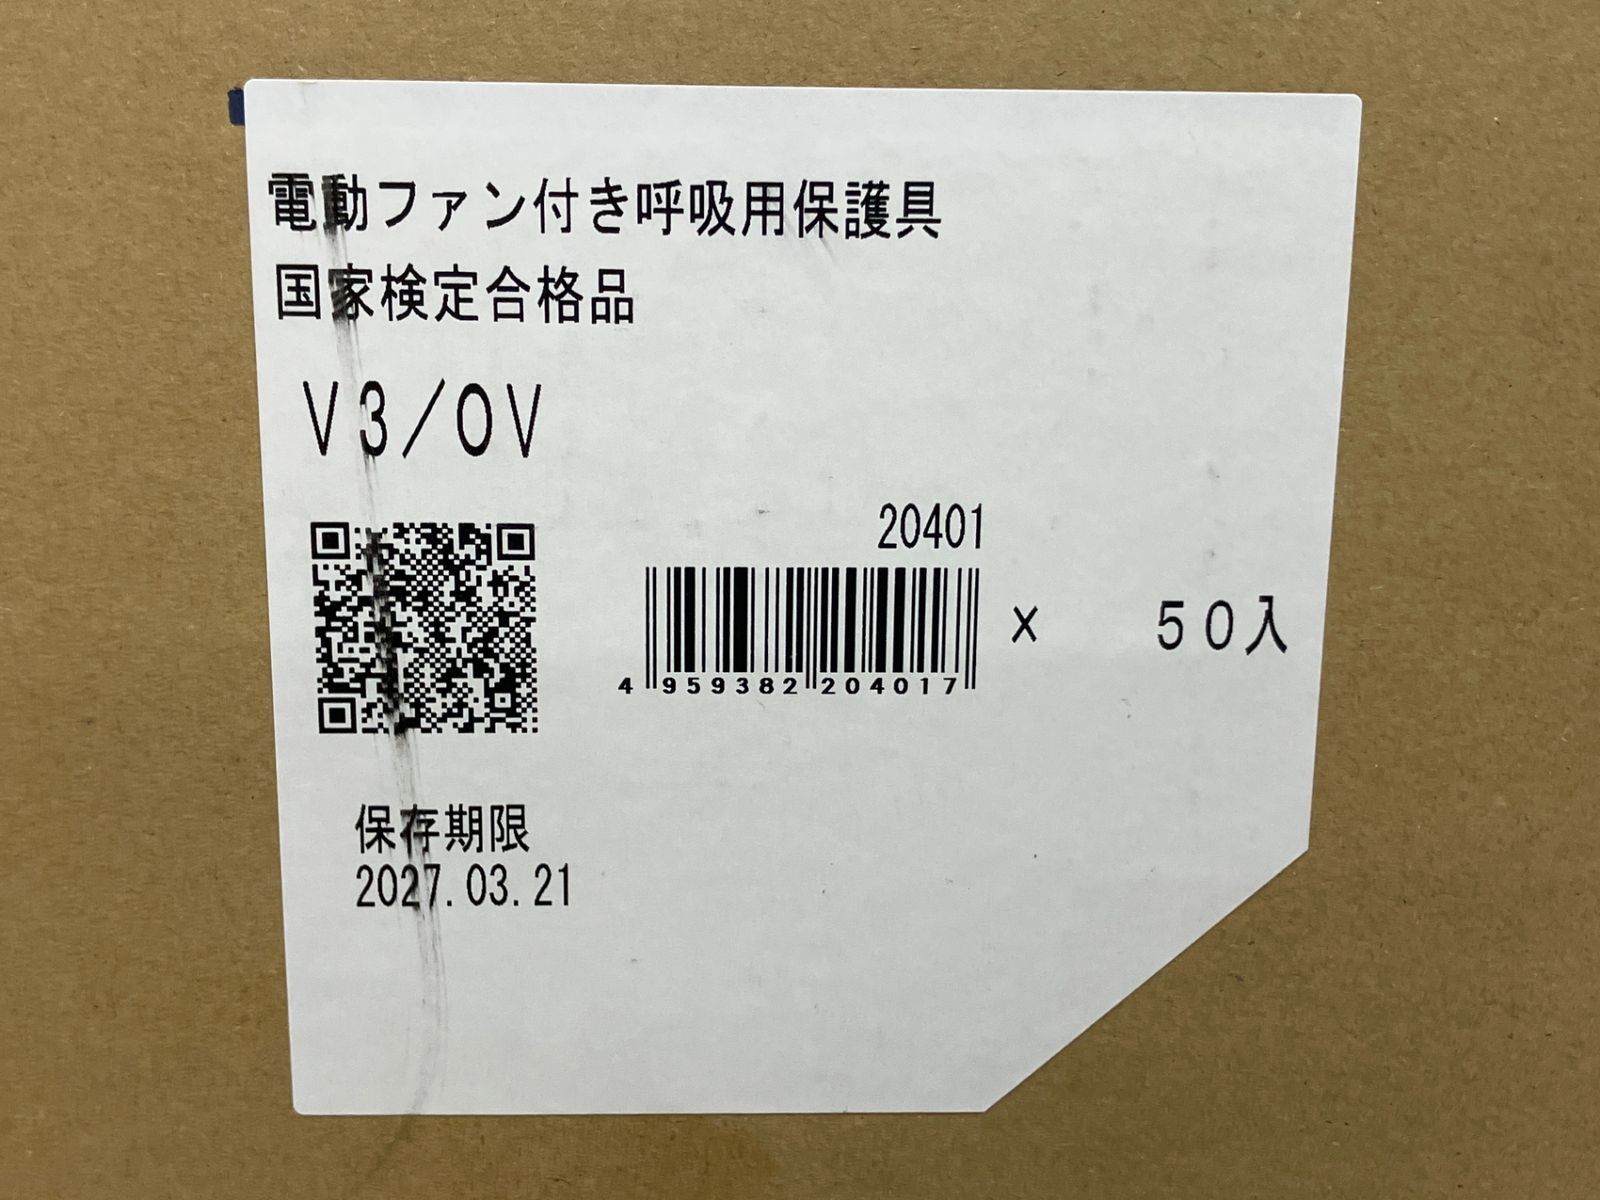 電動ファン付き呼吸用保護具
国家検定合格品
V3/OV
20401
4 959382 204017
× 50入
保存期限
2027.03.21